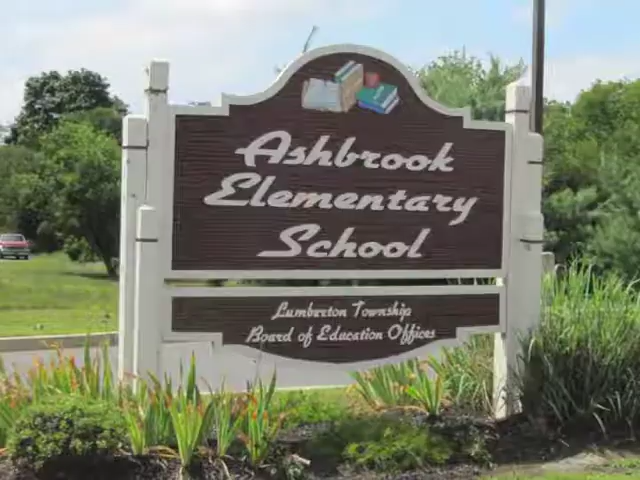 Ashbrook
Elementary
School
Lumberton Township
Board of Education Offices